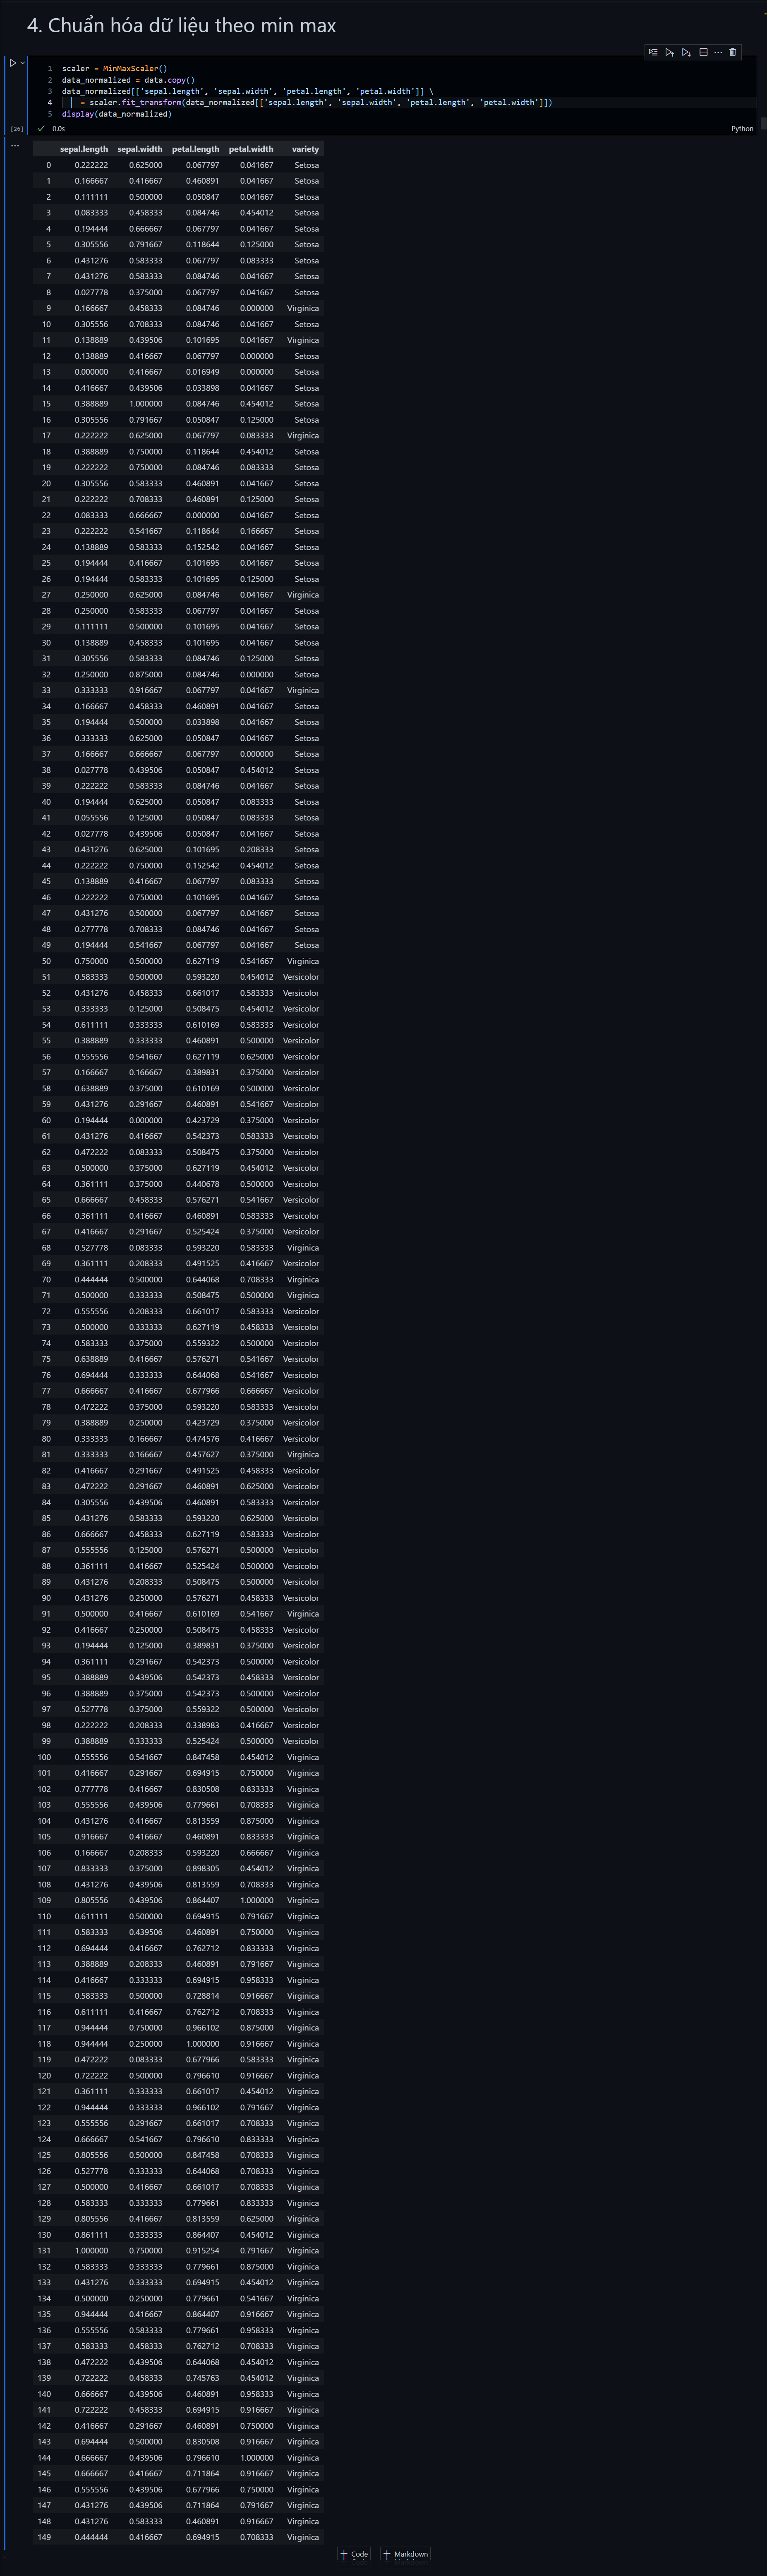 4. Chuẩn hóa dữ liệu theo min max
1 scaler = MinMaxScaler()
2 data_normalized = data.copy()
3 data_normalized[['sepal.length', 'sepal.width', 'petal.length', 'petal.width']] \
4 = scaler.fit_transform(data_normalized[['sepal.length', 'sepal.width', 'petal.length', 'petal.width']])
5 display(data_normalized)
[26] 0.0s Python
sepal.length sepal.width petal.length petal.width variety
0 0.222222 0.625000 0.067797 0.041667 Setosa
1 0.166667 0.416667 0.460891 0.041667 Setosa
2 0.111111 0.500000 0.050847 0.041667 Setosa
3 0.083333 0.458333 0.084746 0.454012 Setosa
4 0.194444 0.666667 0.067797 0.041667 Setosa
5 0.305556 0.791667 0.118644 0.125000 Setosa
6 0.431276 0.583333 0.067797 0.083333 Setosa
7 0.431276 0.583333 0.084746 0.041667 Setosa
8 0.027778 0.375000 0.067797 0.041667 Setosa
9 0.166667 0.458333 0.084746 0.000000 Virginica
10 0.305556 0.708333 0.084746 0.041667 Setosa
11 0.138889 0.439506 0.101695 0.041667 Virginica
12 0.138889 0.416667 0.067797 0.000000 Setosa
13 0.000000 0.416667 0.016949 0.000000 Setosa
14 0.416667 0.439506 0.033898 0.041667 Setosa
15 0.388889 1.000000 0.084746 0.454012 Setosa
16 0.305556 0.791667 0.050847 0.125000 Setosa
17 0.222222 0.625000 0.067797 0.083333 Virginica
18 0.388889 0.750000 0.118644 0.454012 Setosa
19 0.222222 0.750000 0.084746 0.083333 Setosa
20 0.305556 0.583333 0.460891 0.041667 Setosa
21 0.222222 0.708333 0.460891 0.125000 Setosa
22 0.083333 0.666667 0.000000 0.041667 Setosa
23 0.222222 0.541667 0.118644 0.166667 Setosa
24 0.138889 0.583333 0.152542 0.041667 Setosa
25 0.194444 0.416667 0.101695 0.041667 Setosa
26 0.194444 0.583333 0.101695 0.125000 Setosa
27 0.250000 0.625000 0.084746 0.041667 Virginica
28 0.250000 0.583333 0.067797 0.041667 Setosa
29 0.111111 0.500000 0.101695 0.041667 Setosa
30 0.138889 0.458333 0.101695 0.041667 Setosa
31 0.305556 0.583333 0.084746 0.125000 Setosa
32 0.250000 0.875000 0.084746 0.000000 Setosa
33 0.333333 0.916667 0.067797 0.041667 Virginica
34 0.166667 0.458333 0.460891 0.041667 Setosa
35 0.194444 0.500000 0.033898 0.041667 Setosa
36 0.333333 0.625000 0.050847 0.041667 Setosa
37 0.166667 0.666667 0.067797 0.000000 Setosa
38 0.027778 0.439506 0.050847 0.454012 Setosa
39 0.222222 0.583333 0.084746 0.041667 Setosa
40 0.194444 0.625000 0.050847 0.083333 Setosa
41 0.055556 0.125000 0.050847 0.083333 Setosa
42 0.027778 0.439506 0.050847 0.041667 Setosa
43 0.431276 0.625000 0.101695 0.208333 Setosa
44 0.222222 0.750000 0.152542 0.454012 Setosa
45 0.138889 0.416667 0.067797 0.083333 Setosa
46 0.222222 0.750000 0.101695 0.041667 Setosa
47 0.431276 0.500000 0.067797 0.041667 Setosa
48 0.277778 0.708333 0.084746 0.041667 Setosa
49 0.194444 0.541667 0.067797 0.041667 Setosa
50 0.750000 0.500000 0.627119 0.541667 Virginica
51 0.583333 0.500000 0.593220 0.454012 Versicolor
52 0.431276 0.458333 0.661017 0.583333 Versicolor
53 0.333333 0.125000 0.508475 0.454012 Versicolor
54 0.611111 0.333333 0.610169 0.583333 Versicolor
55 0.388889 0.333333 0.460891 0.500000 Versicolor
56 0.555556 0.541667 0.627119 0.625000 Versicolor
57 0.166667 0.166667 0.389831 0.375000 Versicolor
58 0.638889 0.375000 0.610169 0.500000 Versicolor
59 0.431276 0.291667 0.460891 0.541667 Versicolor
60 0.194444 0.000000 0.423729 0.375000 Versicolor
61 0.431276 0.416667 0.542373 0.583333 Versicolor
62 0.472222 0.083333 0.508475 0.375000 Versicolor
63 0.500000 0.375000 0.627119 0.454012 Versicolor
64 0.361111 0.375000 0.440678 0.500000 Versicolor
65 0.666667 0.458333 0.576271 0.541667 Versicolor
66 0.361111 0.416667 0.460891 0.583333 Versicolor
67 0.416667 0.291667 0.525424 0.375000 Versicolor
68 0.527778 0.083333 0.593220 0.583333 Virginica
69 0.361111 0.208333 0.491525 0.416667 Versicolor
70 0.444444 0.500000 0.644068 0.708333 Virginica
71 0.500000 0.333333 0.508475 0.500000 Virginica
72 0.555556 0.208333 0.661017 0.583333 Versicolor
73 0.500000 0.333333 0.627119 0.458333 Versicolor
74 0.583333 0.375000 0.559322 0.500000 Versicolor
75 0.638889 0.416667 0.576271 0.541667 Versicolor
76 0.694444 0.333333 0.644068 0.541667 Versicolor
77 0.666667 0.416667 0.677966 0.666667 Versicolor
78 0.472222 0.375000 0.593220 0.583333 Versicolor
79 0.388889 0.250000 0.423729 0.375000 Versicolor
80 0.333333 0.166667 0.474576 0.416667 Versicolor
81 0.333333 0.166667 0.457627 0.375000 Virginica
82 0.416667 0.291667 0.491525 0.458333 Versicolor
83 0.472222 0.291667 0.460891 0.625000 Versicolor
84 0.305556 0.439506 0.460891 0.583333 Versicolor
85 0.431276 0.583333 0.593220 0.625000 Versicolor
86 0.666667 0.458333 0.627119 0.583333 Versicolor
87 0.555556 0.125000 0.576271 0.500000 Versicolor
88 0.361111 0.416667 0.525424 0.500000 Versicolor
89 0.431276 0.208333 0.508475 0.500000 Versicolor
90 0.431276 0.250000 0.576271 0.458333 Versicolor
91 0.500000 0.416667 0.610169 0.541667 Virginica
92 0.416667 0.250000 0.508475 0.458333 Versicolor
93 0.194444 0.125000 0.389831 0.375000 Versicolor
94 0.361111 0.291667 0.542373 0.500000 Versicolor
95 0.388889 0.439506 0.542373 0.458333 Versicolor
96 0.388889 0.375000 0.542373 0.500000 Versicolor
97 0.527778 0.375000 0.559322 0.500000 Versicolor
98 0.222222 0.208333 0.338983 0.416667 Versicolor
99 0.388889 0.333333 0.525424 0.500000 Versicolor
100 0.555556 0.541667 0.847458 0.454012 Virginica
101 0.416667 0.291667 0.694915 0.750000 Virginica
102 0.777778 0.416667 0.830508 0.833333 Virginica
103 0.555556 0.439506 0.779661 0.708333 Virginica
104 0.431276 0.416667 0.813559 0.875000 Virginica
105 0.916667 0.416667 0.460891 0.833333 Virginica
106 0.166667 0.208333 0.593220 0.666667 Virginica
107 0.833333 0.375000 0.898305 0.454012 Virginica
108 0.431276 0.439506 0.813559 0.708333 Virginica
109 0.805556 0.439506 0.864407 1.000000 Virginica
110 0.611111 0.500000 0.694915 0.791667 Virginica
111 0.583333 0.439506 0.460891 0.750000 Virginica
112 0.694444 0.416667 0.762712 0.833333 Virginica
113 0.388889 0.208333 0.460891 0.791667 Virginica
114 0.416667 0.333333 0.694915 0.958333 Virginica
115 0.583333 0.500000 0.728814 0.916667 Virginica
116 0.611111 0.416667 0.762712 0.708333 Virginica
117 0.944444 0.750000 0.966102 0.875000 Virginica
118 0.944444 0.250000 1.000000 0.916667 Virginica
119 0.472222 0.083333 0.677966 0.583333 Virginica
120 0.722222 0.500000 0.796610 0.916667 Virginica
121 0.361111 0.333333 0.661017 0.454012 Virginica
122 0.944444 0.333333 0.966102 0.791667 Virginica
123 0.555556 0.291667 0.661017 0.708333 Virginica
124 0.666667 0.541667 0.796610 0.833333 Virginica
125 0.805556 0.500000 0.847458 0.708333 Virginica
126 0.527778 0.333333 0.644068 0.708333 Virginica
127 0.500000 0.416667 0.661017 0.708333 Virginica
128 0.583333 0.333333 0.779661 0.833333 Virginica
129 0.805556 0.416667 0.813559 0.625000 Virginica
130 0.861111 0.333333 0.864407 0.454012 Virginica
131 1.000000 0.750000 0.915254 0.791667 Virginica
132 0.583333 0.333333 0.779661 0.875000 Virginica
133 0.431276 0.333333 0.694915 0.454012 Virginica
134 0.500000 0.250000 0.779661 0.541667 Virginica
135 0.944444 0.416667 0.864407 0.916667 Virginica
136 0.555556 0.583333 0.779661 0.958333 Virginica
137 0.583333 0.458333 0.762712 0.708333 Virginica
138 0.472222 0.439506 0.644068 0.454012 Virginica
139 0.722222 0.458333 0.745763 0.454012 Virginica
140 0.666667 0.439506 0.460891 0.958333 Virginica
141 0.722222 0.458333 0.694915 0.916667 Virginica
142 0.416667 0.291667 0.460891 0.750000 Virginica
143 0.694444 0.500000 0.830508 0.916667 Virginica
144 0.666667 0.439506 0.796610 1.000000 Virginica
145 0.666667 0.416667 0.711864 0.916667 Virginica
146 0.555556 0.439506 0.677966 0.750000 Virginica
147 0.431276 0.439506 0.711864 0.791667 Virginica
148 0.431276 0.583333 0.460891 0.916667 Virginica
149 0.444444 0.416667 0.694915 0.708333 Virginica
+ Code + Markdown